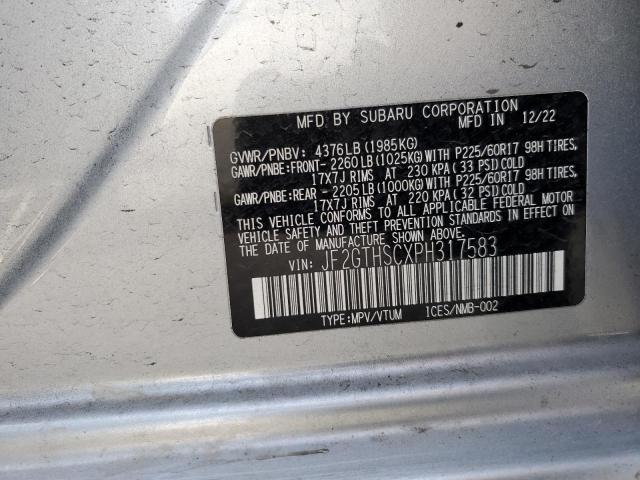 MFD BY SUBARU CORPORATION
MFD IN 12/22
GVWR/PNBV: 4376LB(1985KG)
GAWR/PNBE:FRONT- 2260LB(1025KG)WITH P225/60R17 98H TIRES,
17X7J RIMS AT 230 KPA(33 PSI)COLD
GAWR/PNBE:REAR - 2205LB(1000KG)WITH P225/60R17 98H TIRES,
17X7J RIMS AT 220 KPA(32 PSI)COLD
THIS VEHICLE CONFORMS TO ALL APPLICABLE FEDERAL MOTOR
VEHICLE SAFETY AND THEFT PREVENTION STANDARDS IN EFFECT ON
THE DATE OF MANUFACTURE SHOWN ABOVE.
VIN: JF2GTHSCXPH317583
TYPE:MPV/VTUM 1CES/NMB-002